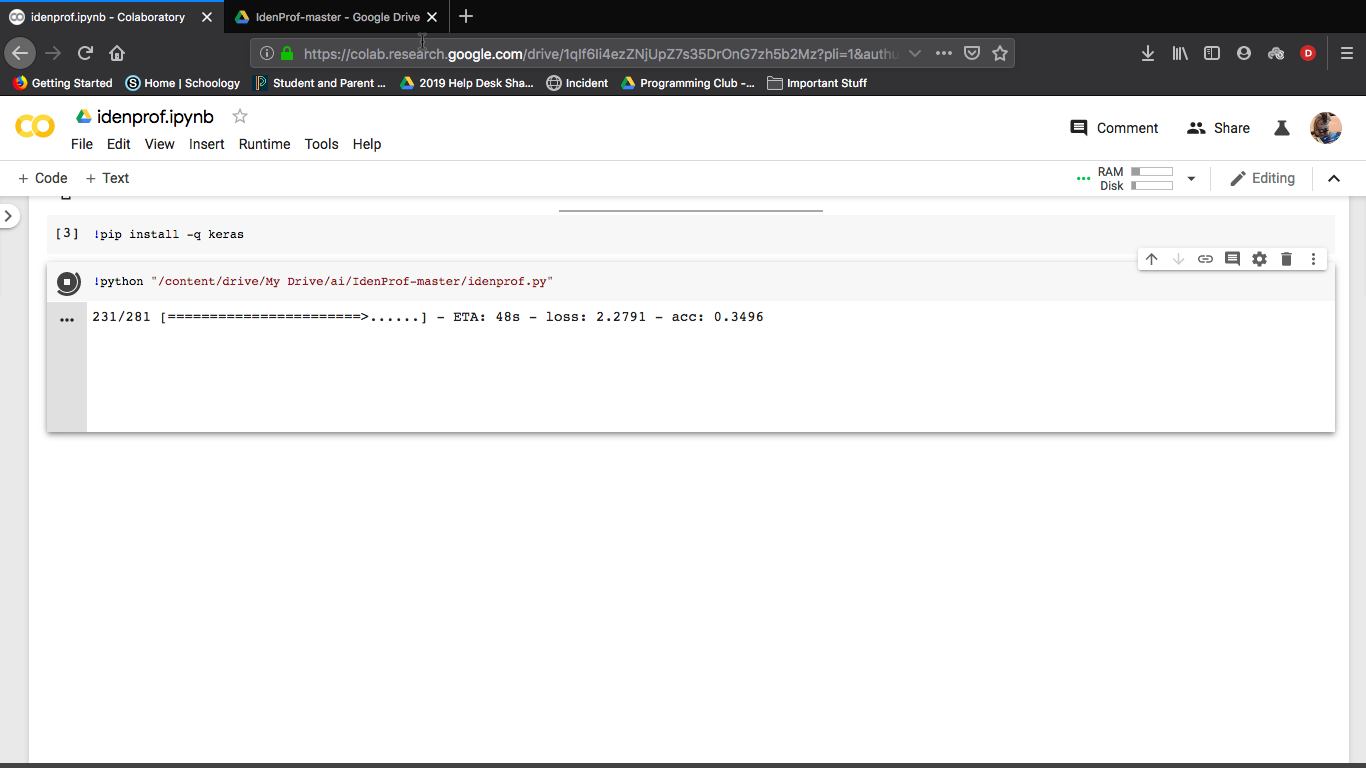 idenprof.ipynb - Colaboratory
IdenProf-master - Google Drive
https://colab.research.google.com/drive/1qIf6Ii4ezZNjUpZ7s35DrOnG7zh5b2Mz?pli=1&authu
Getting Started
Home | Schoology
Student and Parent ...
2019 Help Desk Sha...
Incident
Programming Club -...
Important Stuff
D
idenprof.ipynb
File Edit View Insert Runtime Tools Help
Comment
Share
+ Code + Text
RAM
Disk
Editing
[3] !pip install -q keras
!python "/content/drive/My Drive/ai/IdenProf-master/idenprof.py"
231/281 [=======================>......] - ETA: 48s - loss: 2.2791 - acc: 0.3496